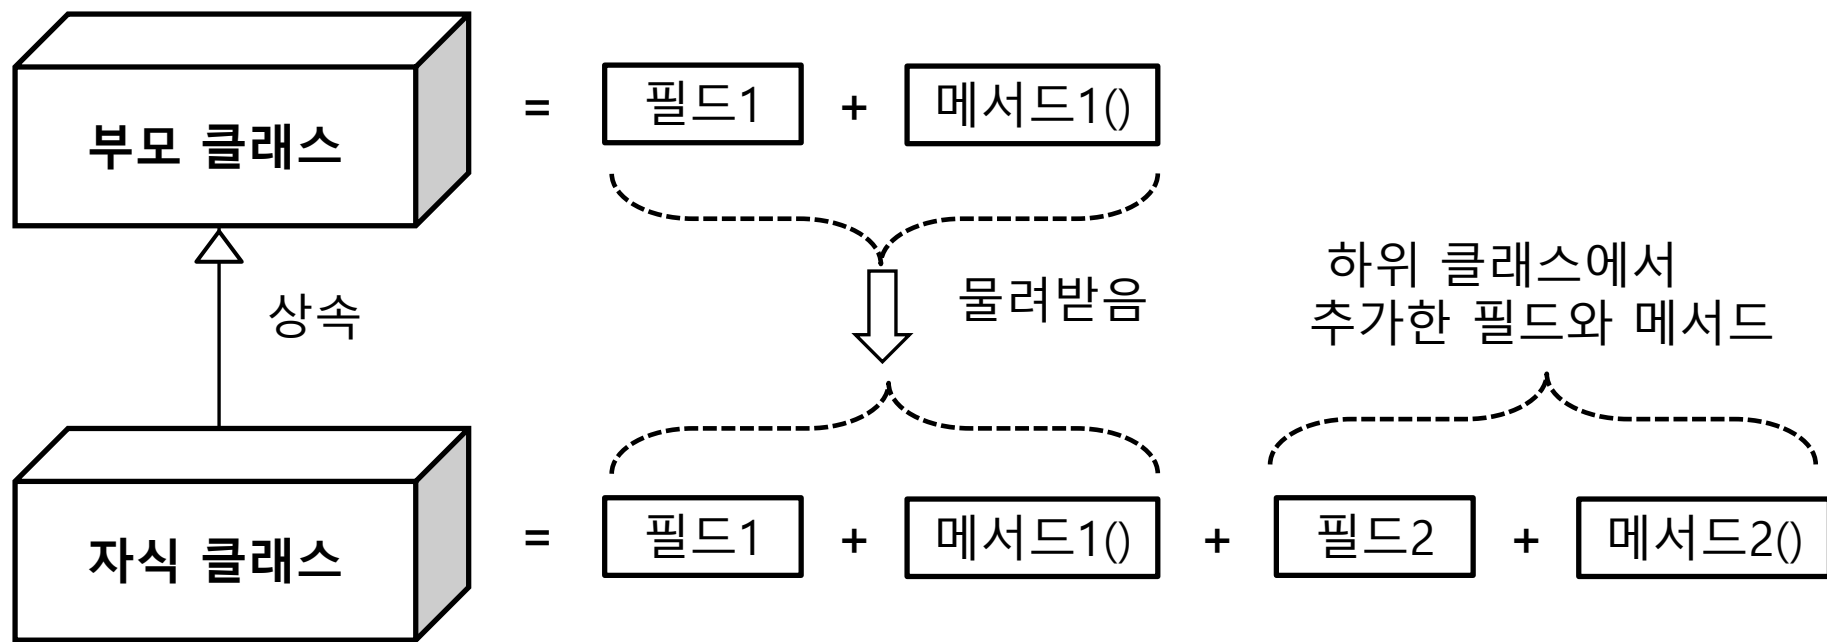 부모 클래스 = 필드1 + 메서드1()
상속
물려받음
하위 클래스에서
추가한 필드와 메서드
자식 클래스 = 필드1 + 메서드1() + 필드2 + 메서드2()